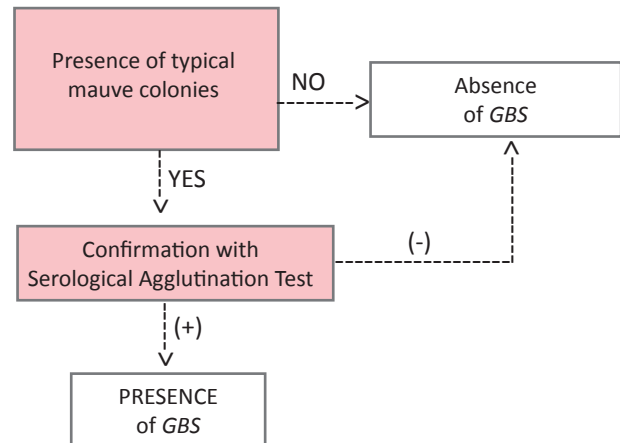 Presence of typical
mauve colonies
NO
Absence
of GBS
YES
Confirmation with
Serological Agglutination Test
(-)
(+)
PRESENCE
of GBS